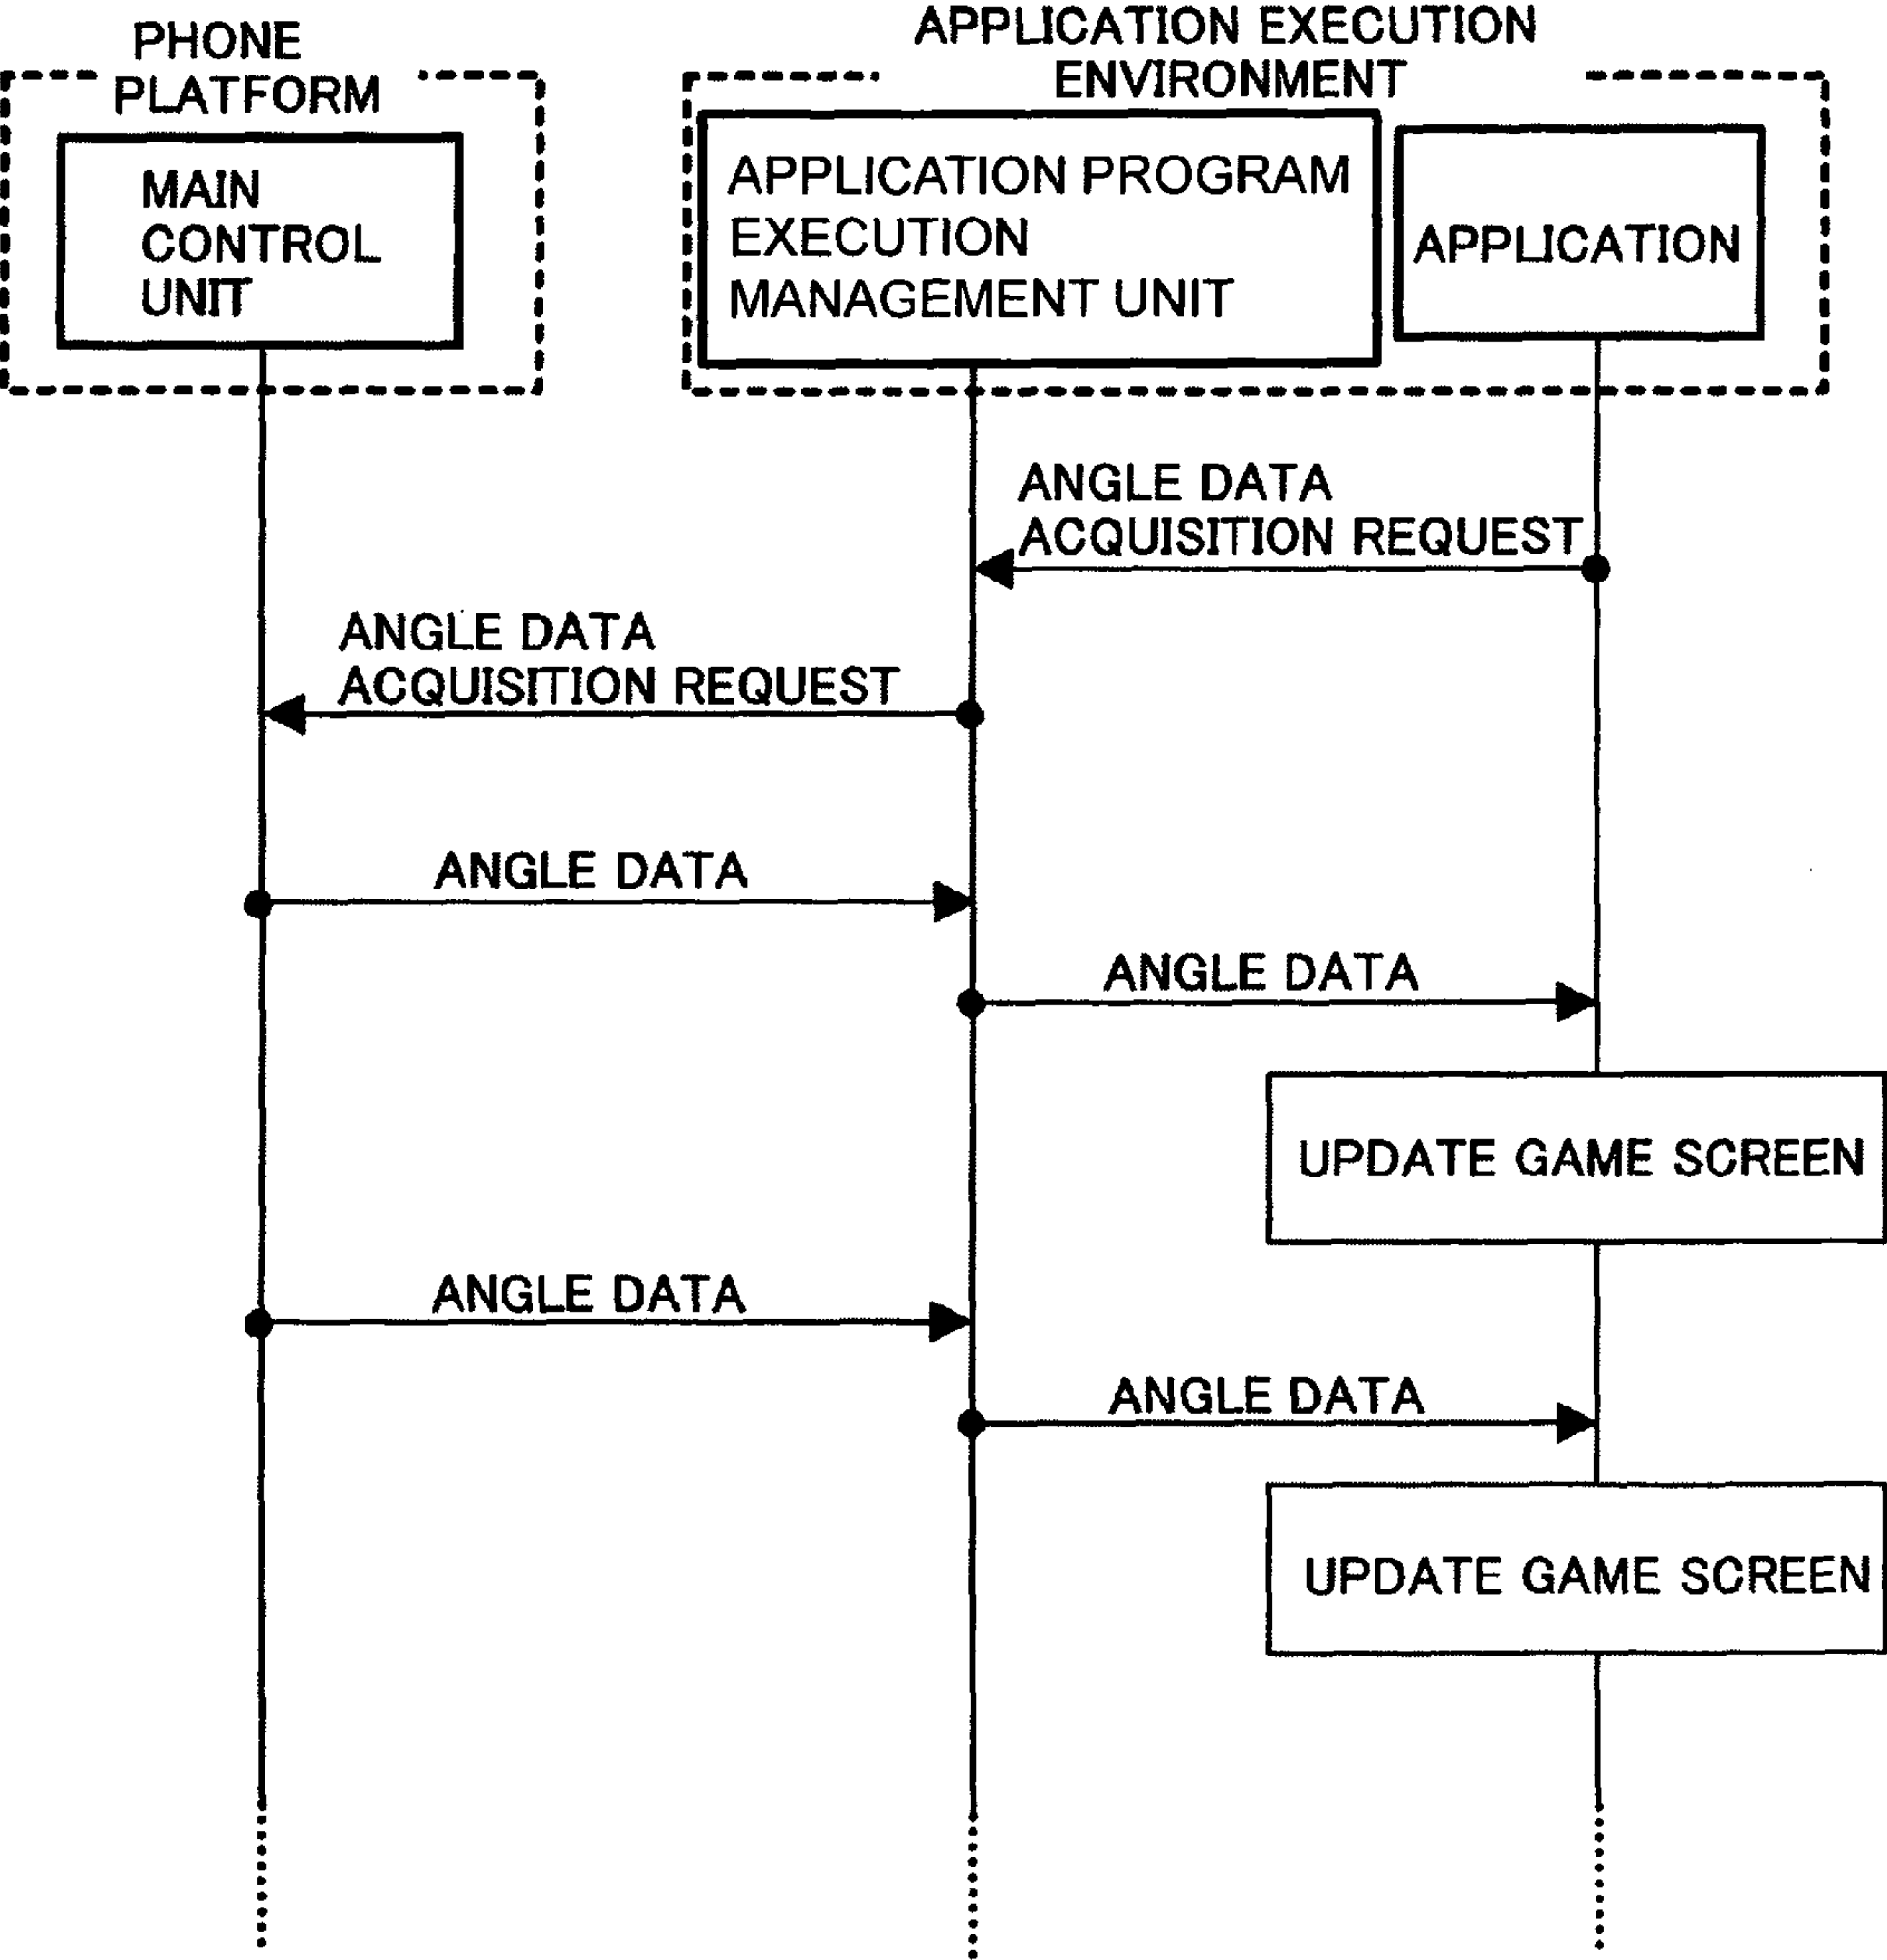 PHONE
PLATFORM
APPLICATION EXECUTION
ENVIRONMENT
MAIN
CONTROL
UNIT
APPLICATION PROGRAM
EXECUTION
MANAGEMENT UNIT
APPLICATION
ANGLE DATA
ACQUISITION REQUEST
ANGLE DATA
ACQUISITION REQUEST
ANGLE DATA
ANGLE DATA
UPDATE GAME SCREEN
ANGLE DATA
ANGLE DATA
UPDATE GAME SCREEN